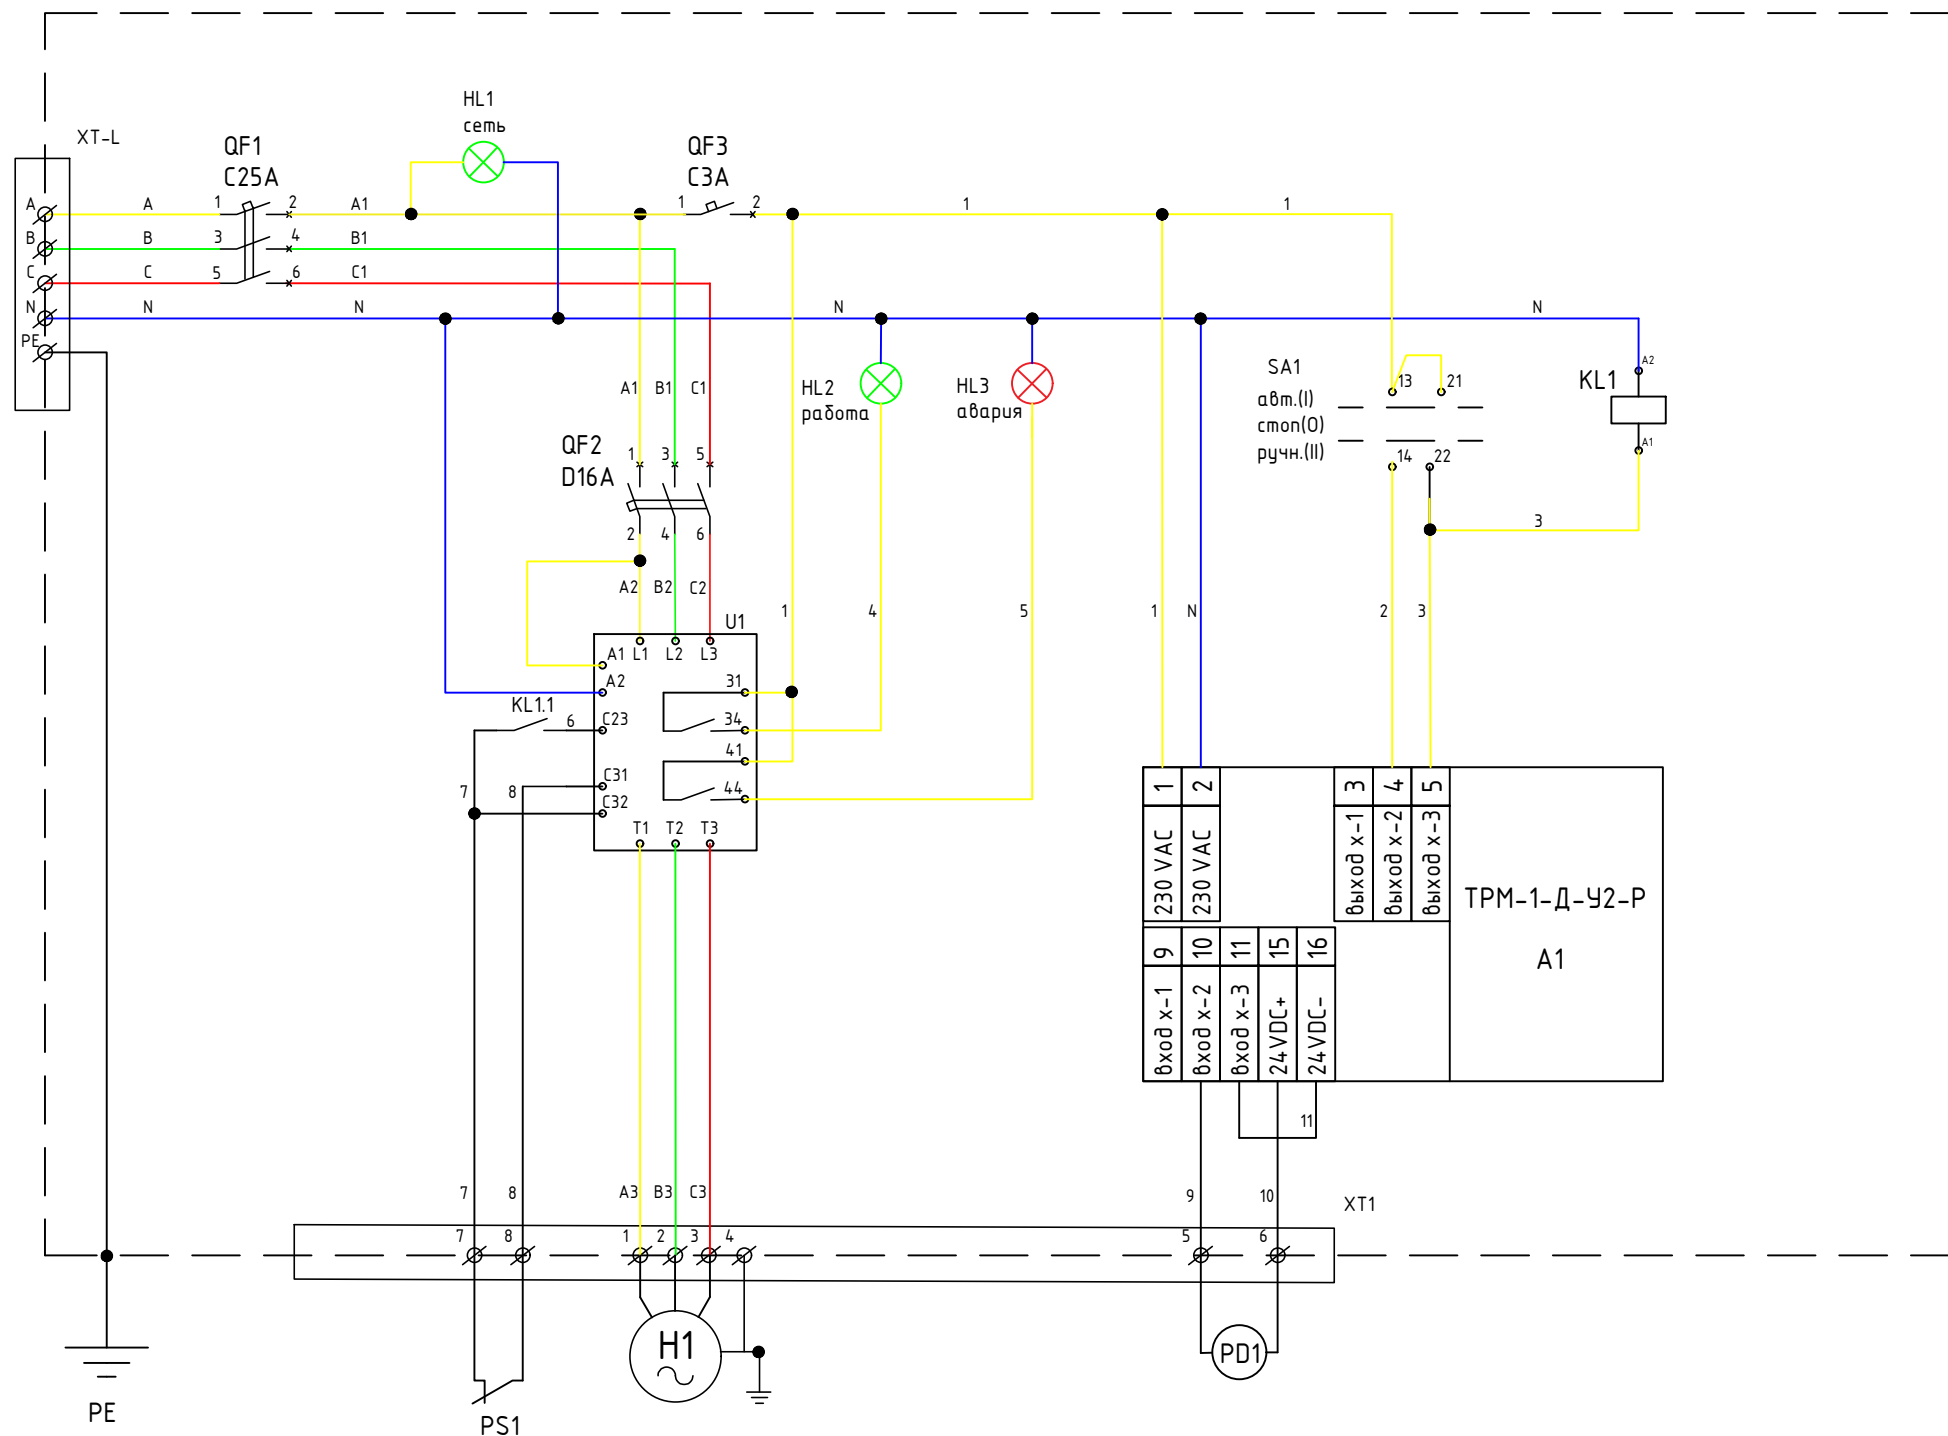 HL1
сеть
XT-L
QF1
C25A
QF3
C3A
A A 1 2 A1 1 2 1 1
B B 3 4 B1
C C 5 6 C1
N N N N N
PE
A1 B1 C1
HL2
работа
HL3
авария
SA1
авт.(I)
стоп(О)
ручн.(II)
13 21
14 22
KL1
A2
A1
QF2
D16A
1 3 5
2 4 6
3
A2 B2 C2
1 4 5 1 N 2 3
U1
A1 L1 L2 L3
A2 31
KL1.1 6 C23 34
41
C31
7 8 C32 44
T1 T2 T3
1 2 3 4 5
230 VAC
230 VAC
выход х-1
выход х-2
выход х-3
ТРМ-1-Д-У2-Р
A1
9 10 11 15 16
вход х-1
вход х-2
вход х-3
24VDC+
24VDC-
11
7 8 A3 B3 C3 9 10
XT1
7 8 1 2 3 4 5 6
H1
PD1
PE
PS1